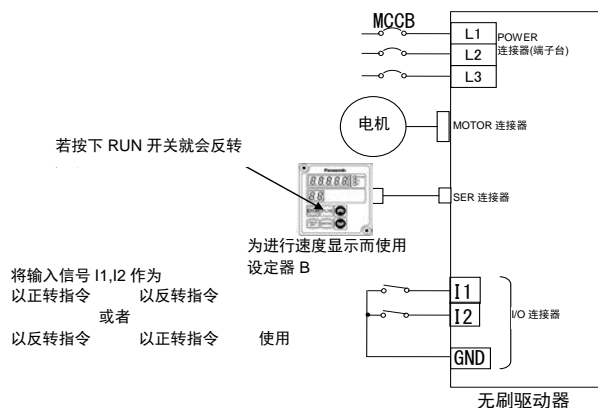 MCCB
L1
L2
L3
POWER
连接器(端子台)
电机
MOTOR 连接器
若按下 RUN 开关就会反转
Panasonic
SER 连接器
为进行速度显示而使用
设定器 B
将输入信号 I1,I2 作为
以正转指令 以反转指令
或者
以反转指令 以正转指令 使用
I1
I2
GND
I/O 连接器
无刷驱动器